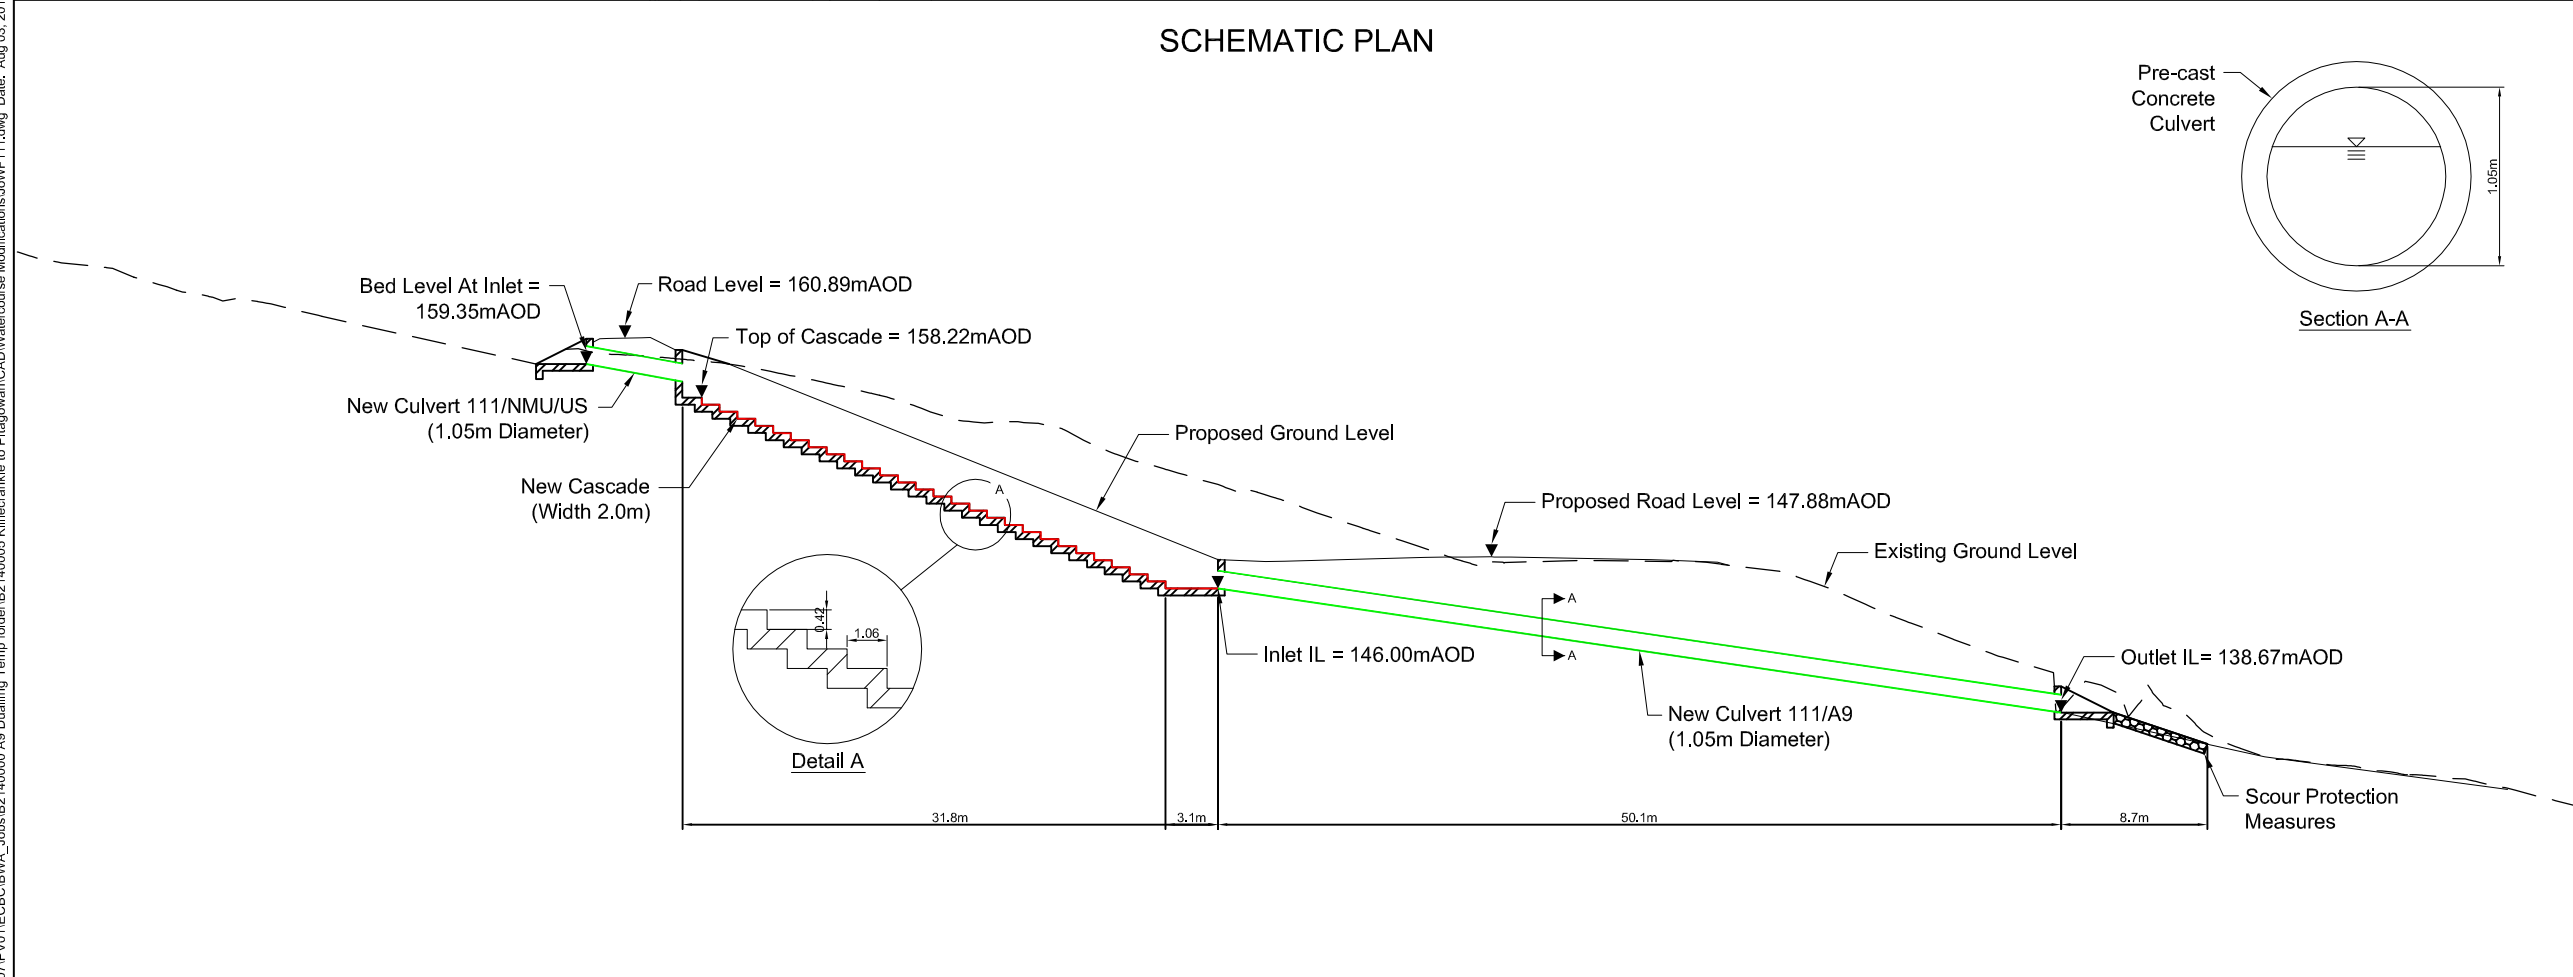 SCHEMATIC PLAN
Pre-cast
Concrete
Culvert
1.05m
Section A-A
Bed Level At Inlet =
159.35mAOD
Road Level = 160.89mAOD
Top of Cascade = 158.22mAOD
New Culvert 111/NMU/US
(1.05m Diameter)
New Cascade
(Width 2.0m)
A
Proposed Ground Level
Proposed Road Level = 147.88mAOD
Existing Ground Level
0.42
1.06
Detail A
A
A
Inlet IL = 146.00mAOD
Outlet IL= 138.67mAOD
New Culvert 111/A9
(1.05m Diameter)
Scour Protection
Measures
31.8m
3.1m
50.1m
8.7m